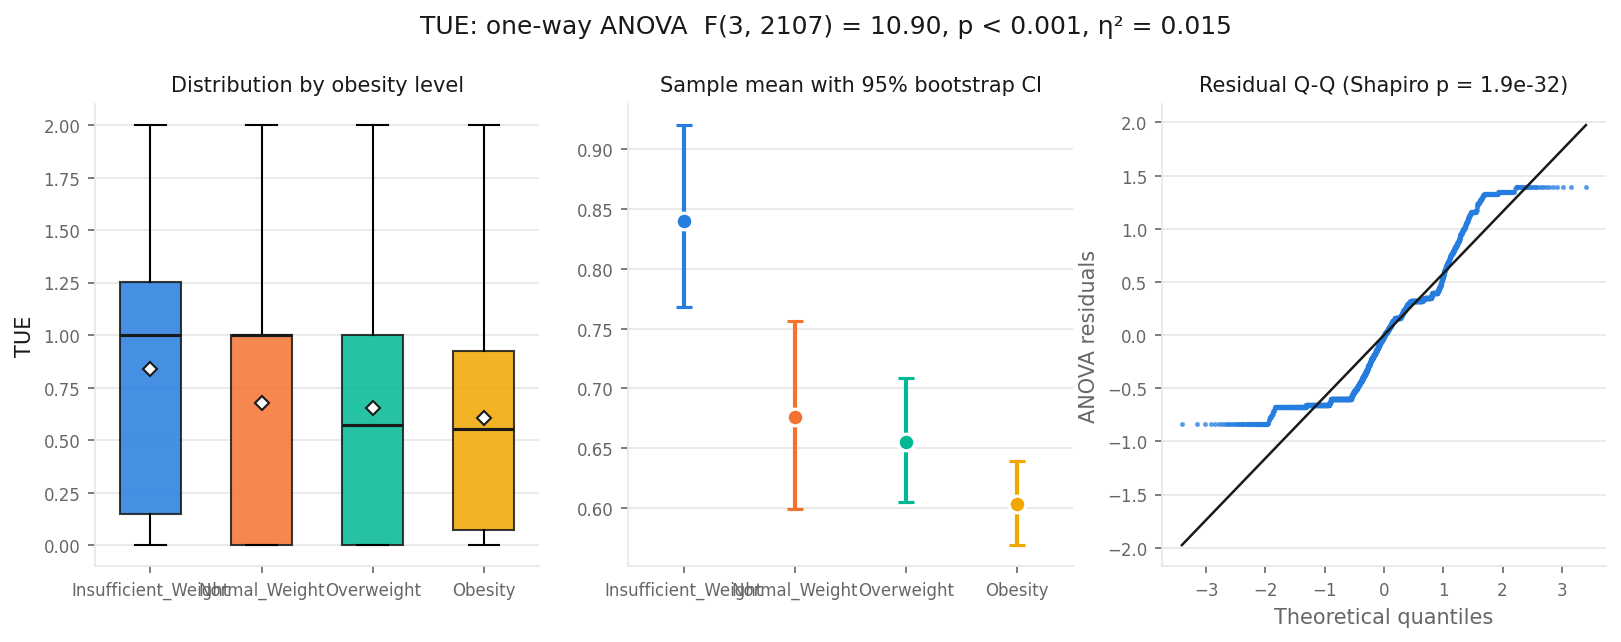 TUE: one-way ANOVA F(3, 2107) = 10.90, p < 0.001, η² = 0.015
Distribution by obesity level
TUE
2.00
1.75
1.50
1.25
1.00
0.75
0.50
0.25
0.00
Insufficient_Weight
Normal_Weight
Overweight
Obesity
Sample mean with 95% bootstrap CI
0.90
0.85
0.80
0.75
0.70
0.65
0.60
Insufficient_Weight
Normal_Weight
Overweight
Obesity
Residual Q-Q (Shapiro p = 1.9e-32)
ANOVA residuals
2.0
1.5
1.0
0.5
0.0
−0.5
−1.0
−1.5
−2.0
−3
−2
−1
0
1
2
3
Theoretical quantiles